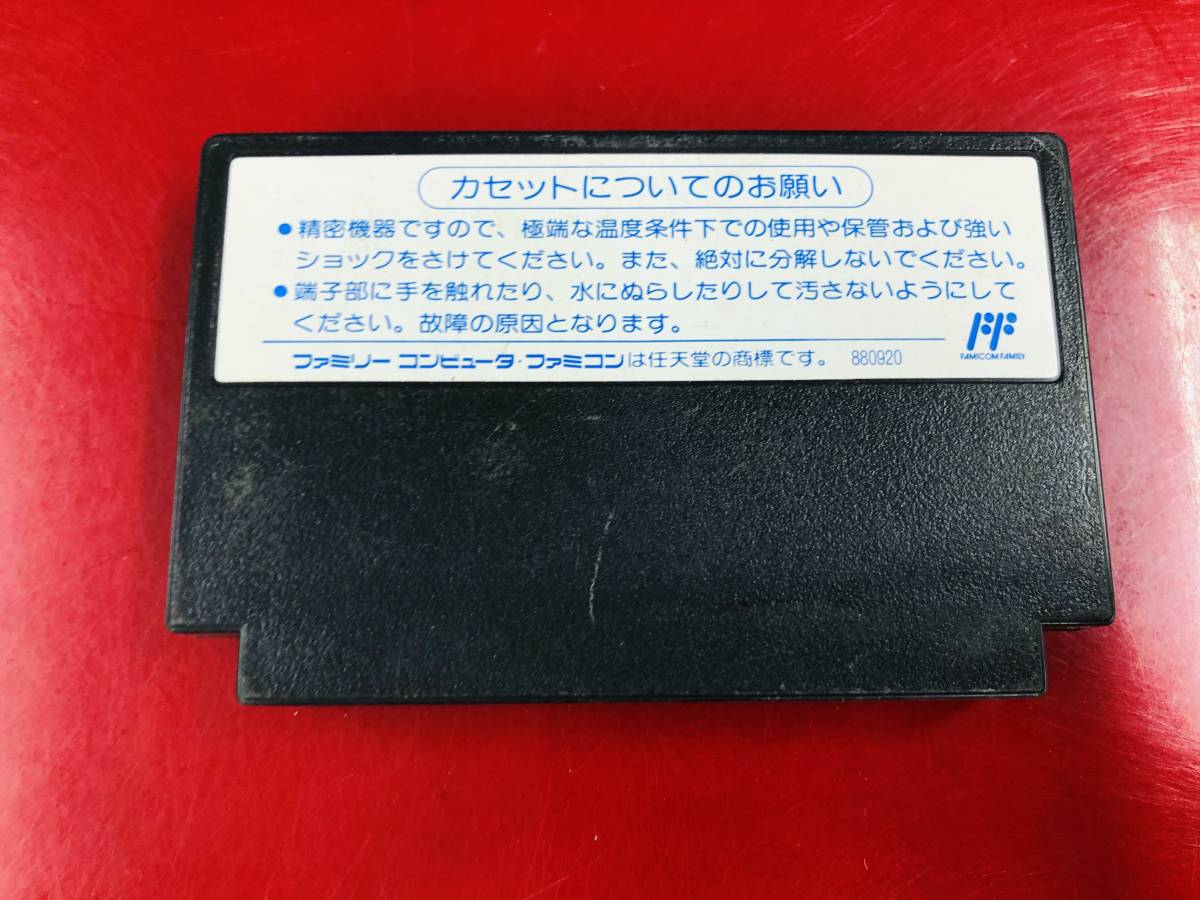 カセットについてのお願い
●精密機器ですので、極端な温度条件下での使用や保管および強い
ショックをさけてください。また、絶対に分解しないでください。
●端子部に手を触れたり、水にぬらしたりして汚さないようにして
ください。故障の原因となります。
ファミリー コンピュータ・ファミコンは任天堂の商標です。 880920
FF
FAMICOM FAMILY